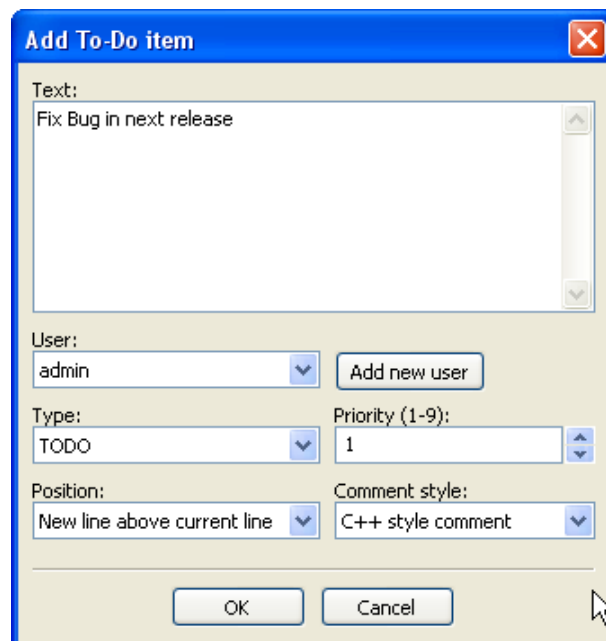 Add To-Do item
Text:
Fix Bug in next release
User:
admin
Add new user
Type:
Priority (1-9):
TODO
1
Position:
Comment style:
New line above current line
C++ style comment
OK
Cancel